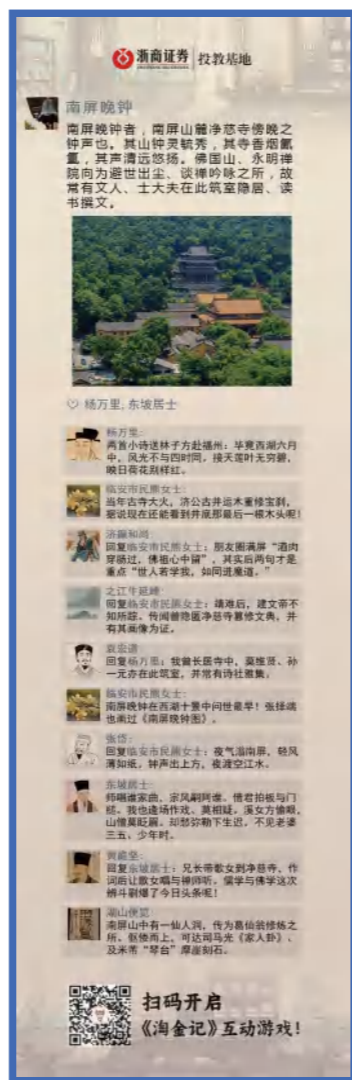 浙商证券 投教基地
南屏晚钟
南屏晚钟者，南屏山麓净慈寺傍晚之
钟声也。其山钟灵毓秀，其寺香烟氤
氲，其声清远悠扬。佛国山、永明禅
院向为避世出尘、谈禅吟咏之所，故
常有文人、士大夫在此筑室隐居、读
书撰文。
杨万里, 东坡居士
杨万里:
两首小诗送林子方赴福州：毕竟西湖六月
中，风光不与四时同。接天莲叶无穷碧，
映日荷花别样红。
临安市民熊女士:
当年古寺大火，济公古井运木重修宝刹，
据说现在还能看到井底那最后一根木头呢！
济颠和尚:
回复临安市民熊女士：朋友圈满屏“酒肉
穿肠过，佛祖心中留”，其实后两句才是
重点“世人若学我，如同进魔道。”
之江牛延峰:
回复临安市民熊女士：靖难后，建文帝不
知所踪，传闻曾隐匿净慈寺篡修文典，并
有其画像为证。
袁宏道:
回复杨万里：我曾长居寺中，莫维贤、孙
一元亦在此筑室，并常有诗社雅集。
临安市民熊女士:
南屏晚钟在西湖十景中问世最早！张择端
也画过《南屏晚钟图》。
张岱:
回复临安市民熊女士：夜气滃南屏，轻风
薄如纸。钟声出上方，夜渡空江水。
东坡居士:
师唱谁家曲，宗风嗣阿谁。借君拍板与门
槌。我也逢场作戏、莫相疑。溪女方偷眼，
山僧莫眨眉。却愁弥勒下生迟。不见老婆
三五、少年时。
黄庭坚:
回复东坡居士：兄长带歌女到净慈寺，作
词后让歌女唱与禅师听，儒学与佛学这次
辨斗刷爆了今日头条呢！
湖山便览:
南屏山中有一仙人洞，传为葛仙翁修炼之
所，伛偻而上，可达司马光《家人卦》、
及米芾“琴台”摩崖刻石。
扫码开启
《淘金记》互动游戏！